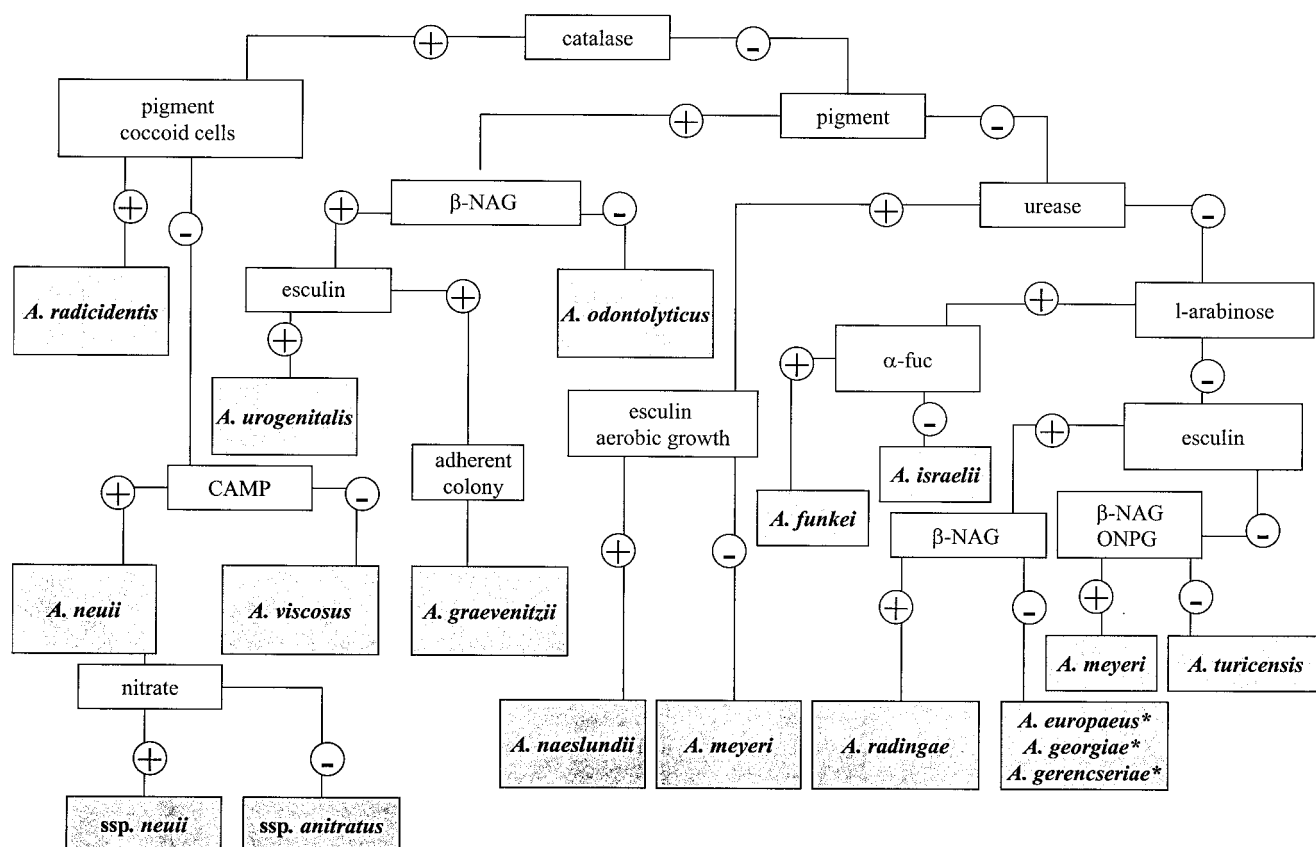 catalase
+
-
pigment
coccoid cells
pigment
+
-
β-NAG
urease
+
-
+
-
+
-
A. radicidentis
esculin
+
A. odontolyticus
+
l-arabinose
+
α-fuc
+
-
-
A. urogenitalis
esculin
aerobic growth
esculin
+
adherent
colony
A. israelii
CAMP
+
-
A. funkei
β-NAG
β-NAG
ONPG
-
+
-
A. neuii
A. viscosus
A. graevenitzii
+
-
+
-
A. meyeri
A. turicensis
nitrate
A. naeslundii
A. meyeri
A. radingae
A. europaeus*
A. georgiae*
A. gerencseriae*
+
-
ssp. neuii
ssp. anitratus